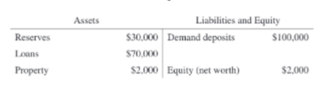 Assets Liabilities and Equity
Reserves $30,000 Demand deposits $100,000
Loans $70,000
Property $2,000 Equity (net worth) $2,000